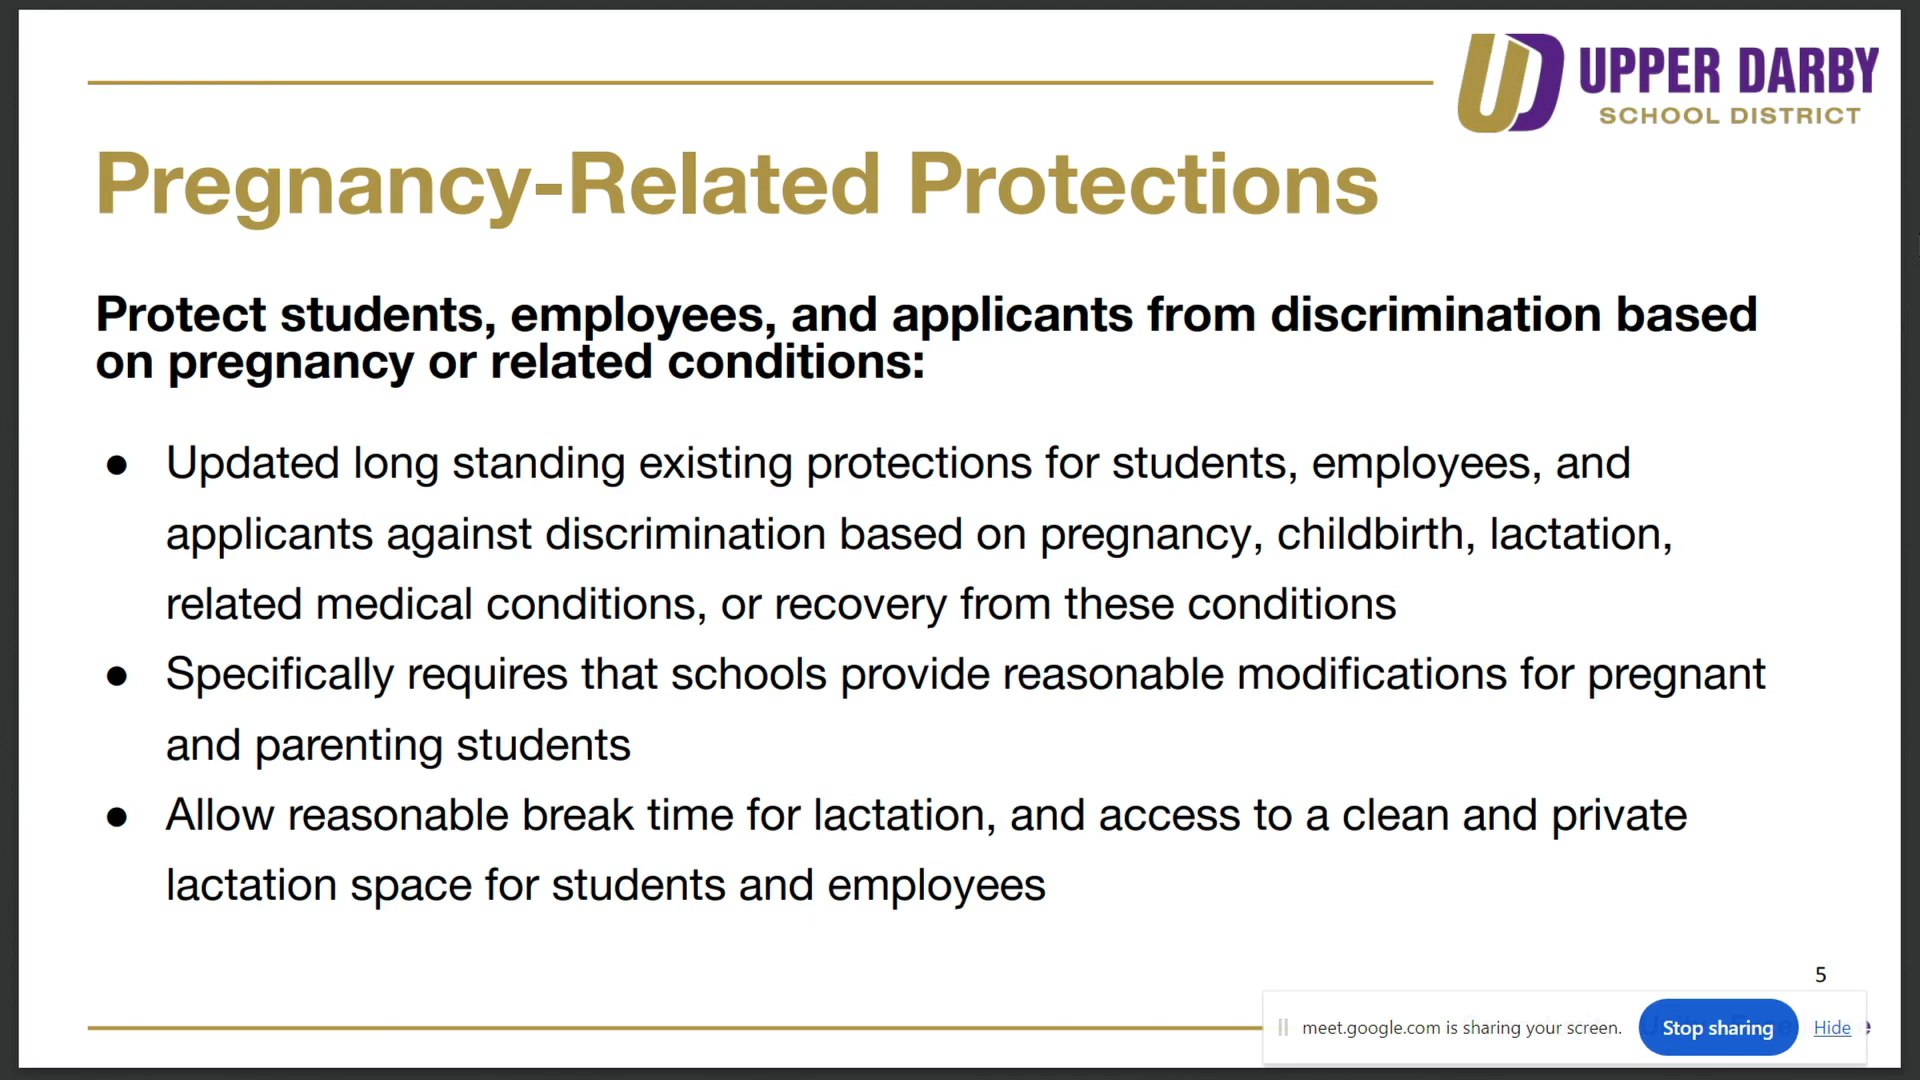 UPPER DARBY
SCHOOL DISTRICT
Pregnancy-Related Protections
Protect students, employees, and applicants from discrimination based
on pregnancy or related conditions:
● Updated long standing existing protections for students, employees, and
applicants against discrimination based on pregnancy, childbirth, lactation,
related medical conditions, or recovery from these conditions
● Specifically requires that schools provide reasonable modifications for pregnant
and parenting students
● Allow reasonable break time for lactation, and access to a clean and private
lactation space for students and employees
5
meet.google.com is sharing your screen. Stop sharing Hide